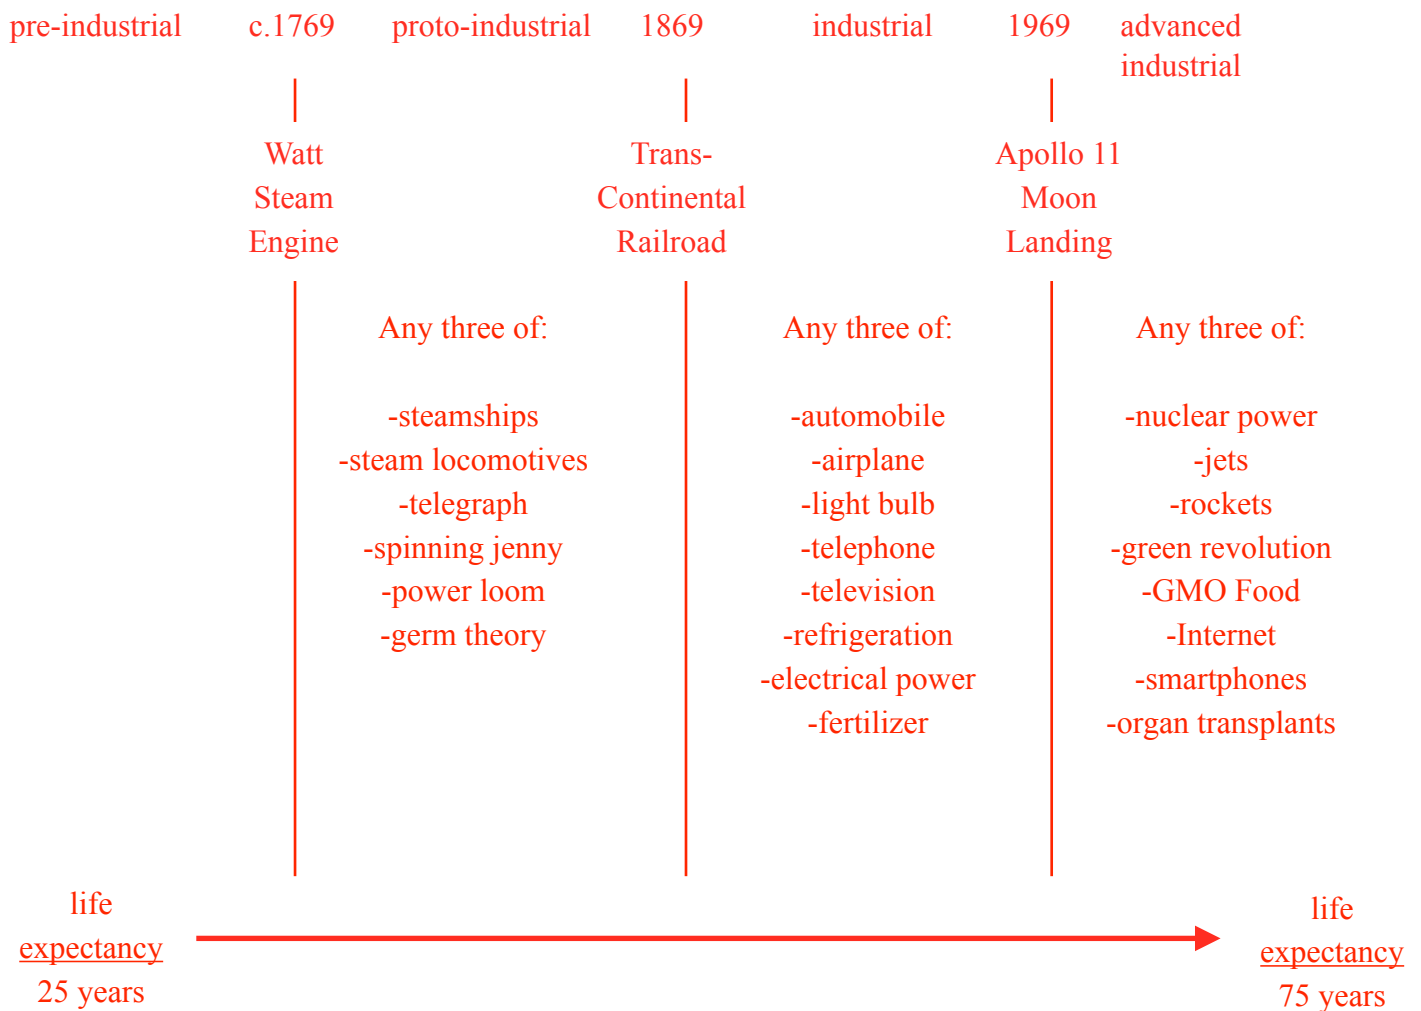 pre-industrial c.1769 proto-industrial 1869 industrial 1969 advanced
industrial
Watt
Steam
Engine
Trans-
Continental
Railroad
Apollo 11
Moon
Landing
Any three of:
-steamships
-steam locomotives
-telegraph
-spinning jenny
-power loom
-germ theory
Any three of:
-automobile
-airplane
-light bulb
-telephone
-television
-refrigeration
-electrical power
-fertilizer
Any three of:
-nuclear power
-jets
-rockets
-green revolution
-GMO Food
-Internet
-smartphones
-organ transplants
life
expectancy
25 years
life
expectancy
75 years